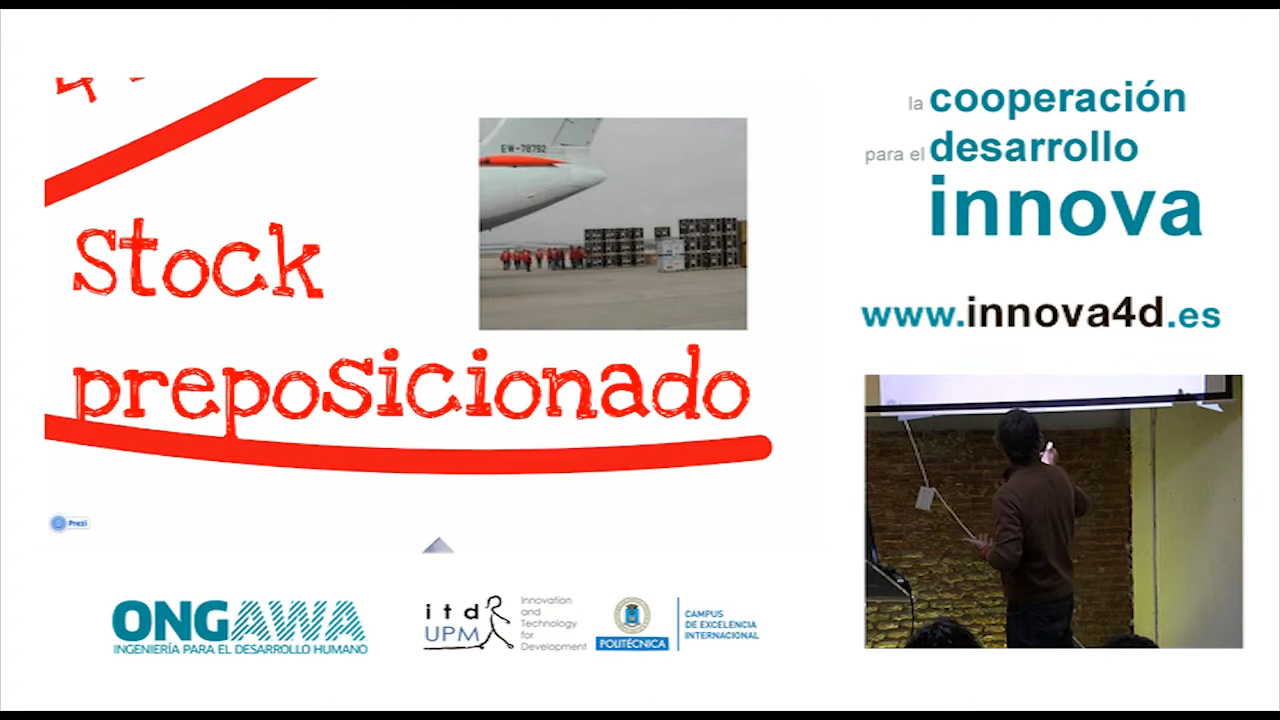 Stock
preposicionado
EW-78792
Prezi
la cooperación
para el desarrollo
innova
www.innova4d.es
ONGAWA
INGENIERÍA PARA EL DESARROLLO HUMANO
itd
UPM
Innovation
and
Technology
for
Development
POLITÉCNICA
CAMPUS
DE EXCELENCIA
INTERNACIONAL